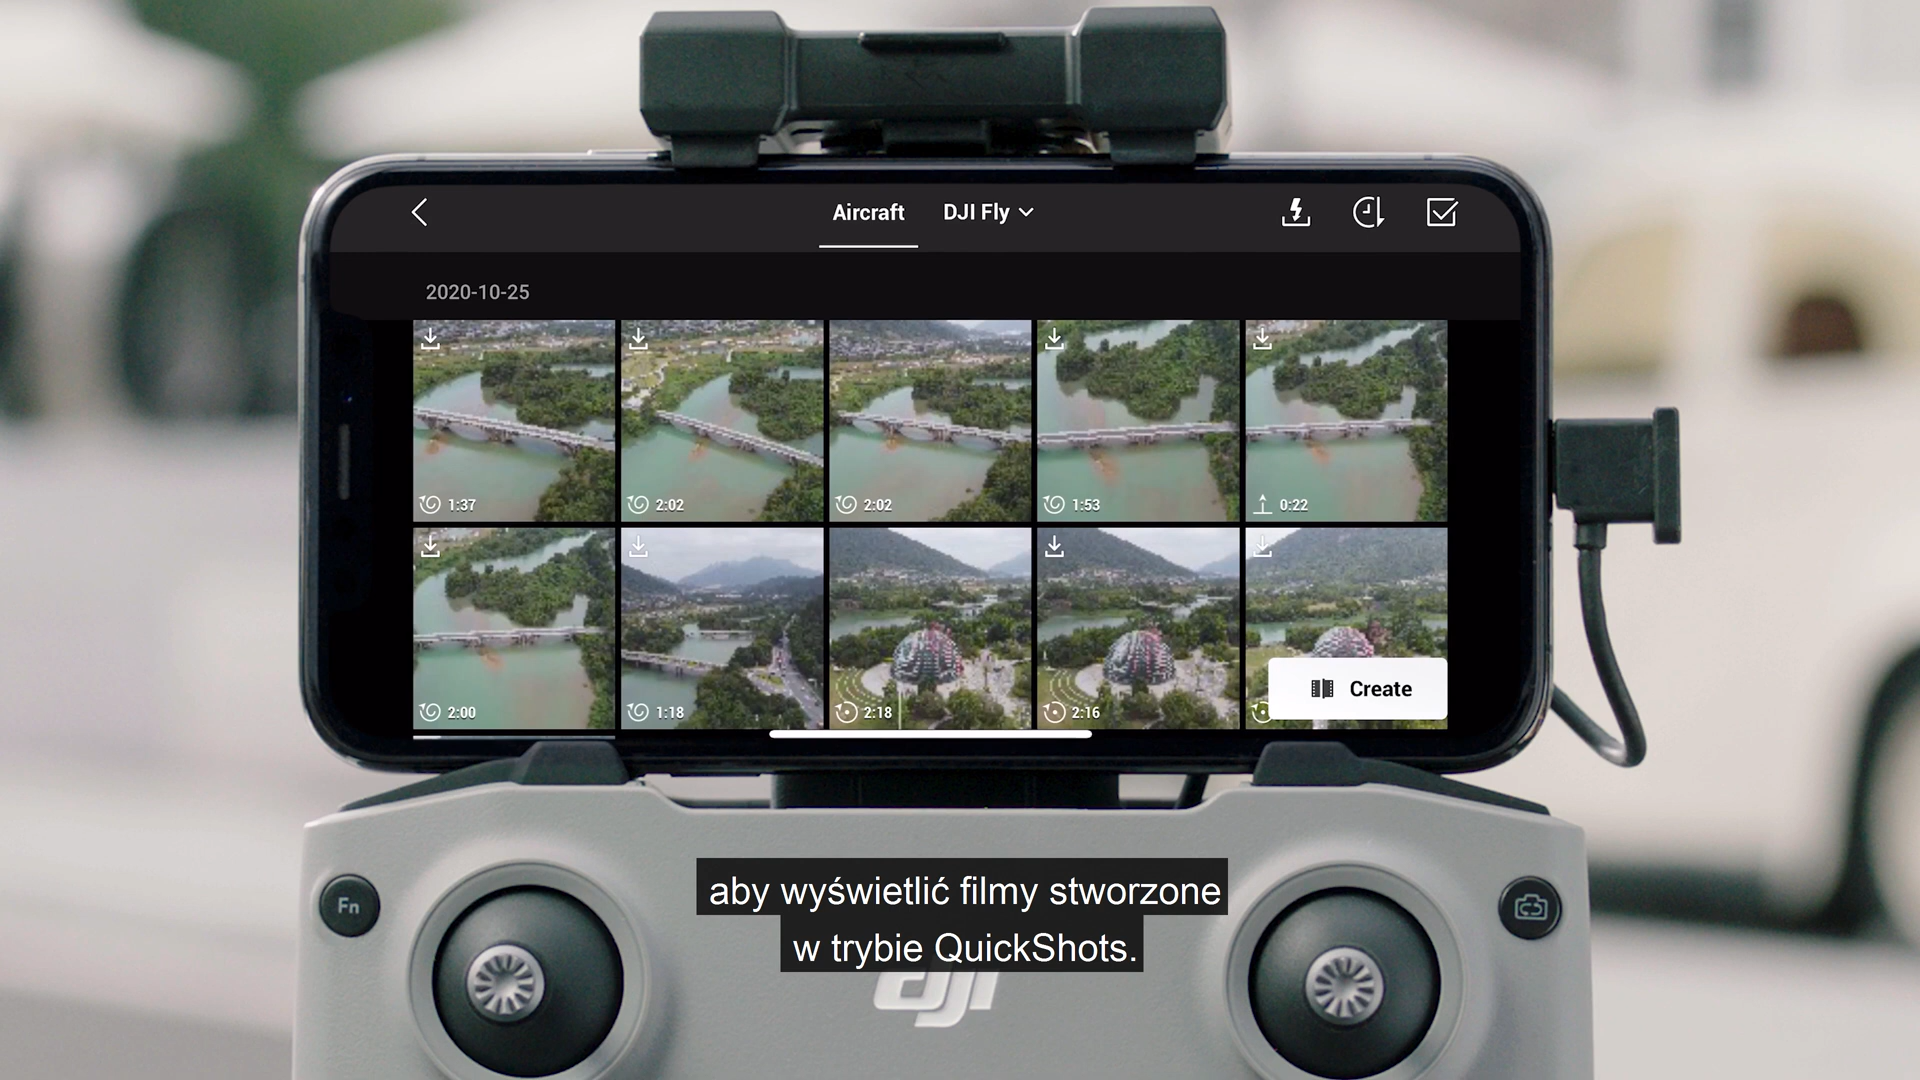 Aircraft DJI Fly
2020-10-25
1:37 2:02 2:02 1:53 0:22
2:00 1:18 2:18 2:16
Create
Fn
aby wyświetlić filmy stworzone
w trybie QuickShots.
dji